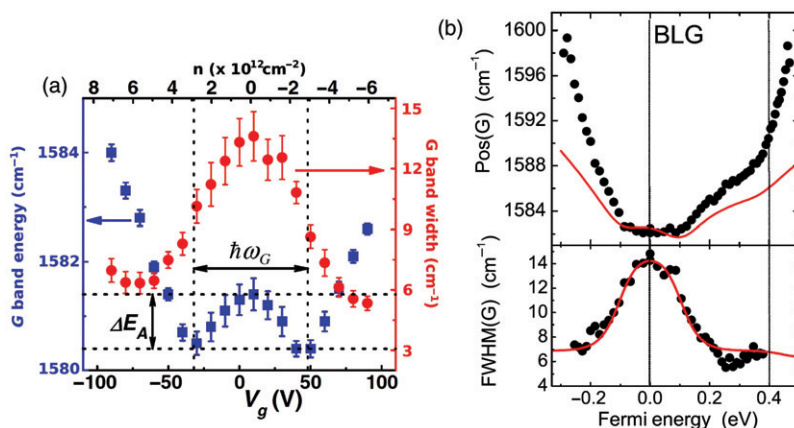 (a)
n (x 10¹²cm⁻²)
8 6 4 2 0 -2 -4 -6
G band energy (cm⁻¹)
1584
1581
1580
ħω_G
ΔE_A
15
12
9
6
3
G band width (cm⁻¹)
-100 -50 0 50 100
V_g (V)
(b)
BLG
Pos(G) (cm⁻¹)
1600
1596
1592
1588
1584
FWHM(G) (cm⁻¹)
14
12
10
8
6
4
-0.2 0.0 0.2 0.4
Fermi energy (eV)